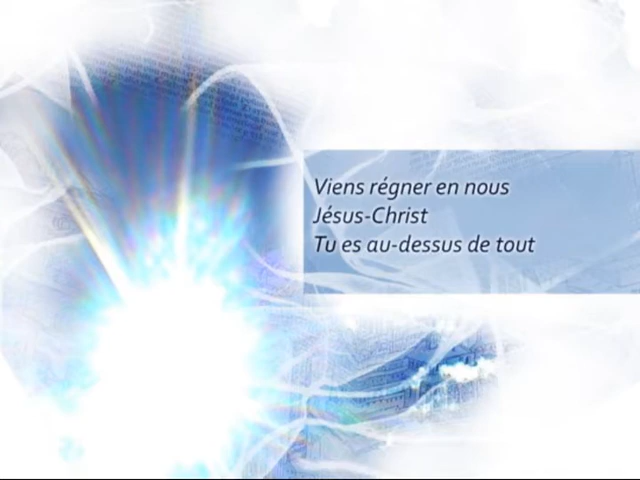 Viens régner en nous
Jésus-Christ
Tu es au-dessus de tout